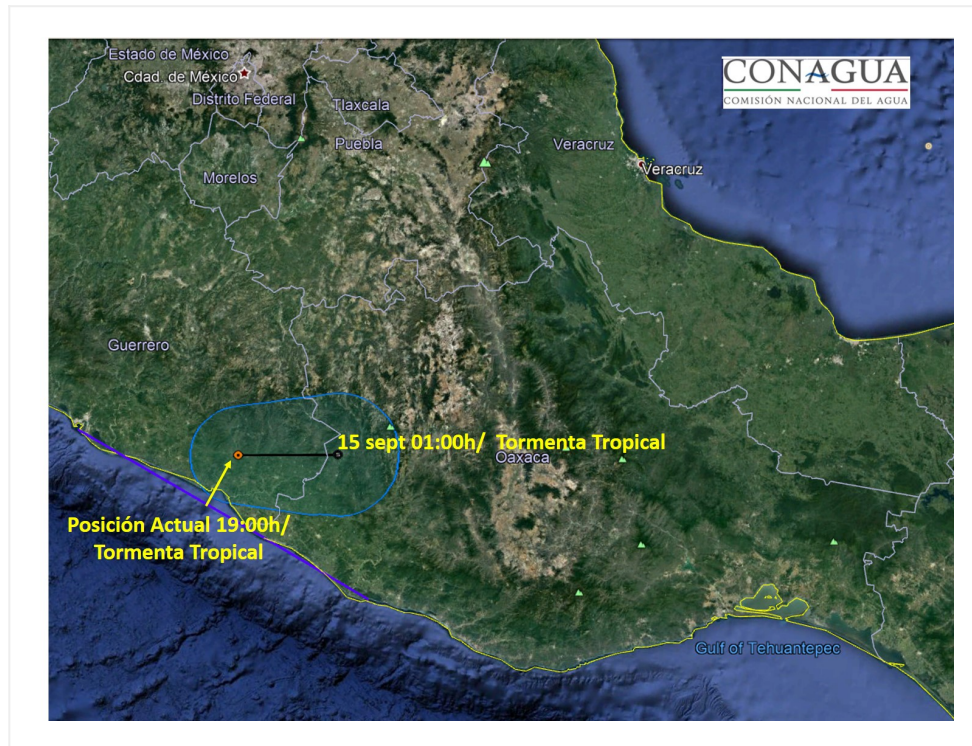 Estado de México
Cdad. de México
Distrito Federal
Tlaxcala
Puebla
Morelos
Veracruz
Veracruz
CONAGUA
COMISIÓN NACIONAL DEL AGUA
Guerrero
15 sept 01:00h/ Tormenta Tropical
Oaxaca
Posición Actual 19:00h/
Tormenta Tropical
Gulf of Tehuantepec